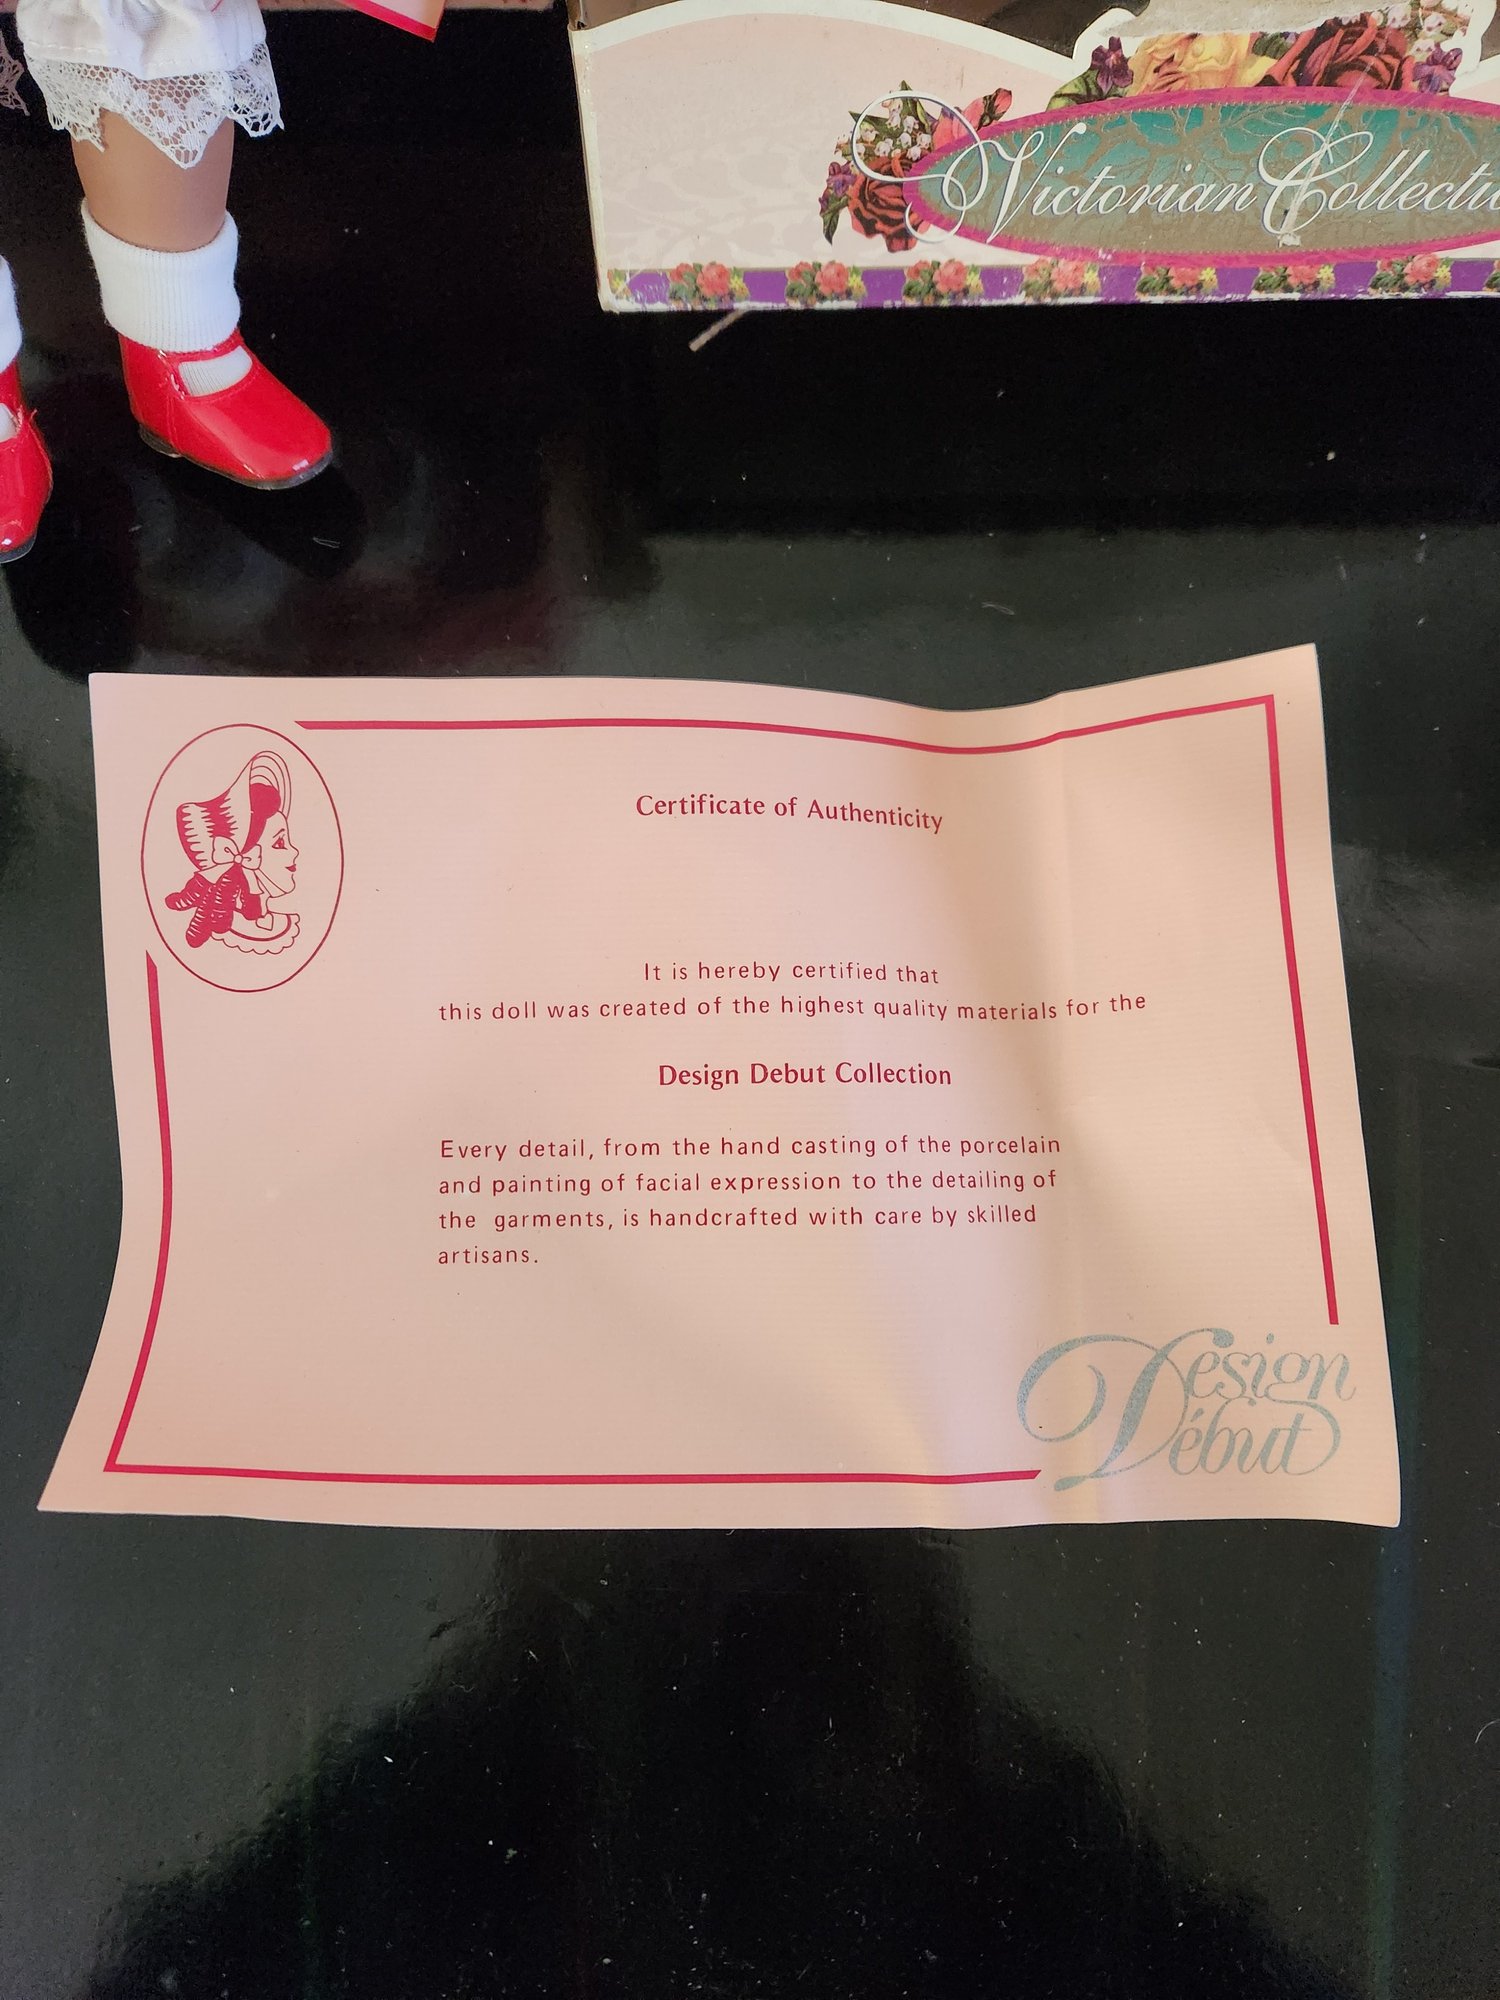 Victorian
Certificate of Authenticity
It is hereby certified that
this doll was created of the highest quality materials for the
Design Debut Collection
Every detail, from the hand casting of the porcelain
and painting of facial expression to the detailing of
the garments, is handcrafted with care by skilled
artisans.
Design
Début